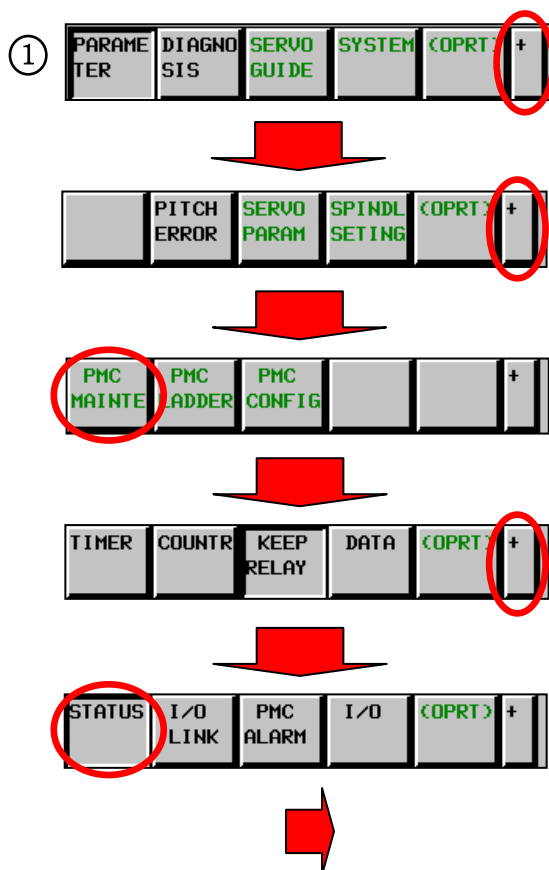 ①
PARAME DIAGNO SERVO SYSTEM (OPRT) +
TER SIS GUIDE
PITCH SERVO SPINDL (OPRT) +
ERROR PARAM SETING
PMC PMC PMC +
MAINTE LADDER CONFIG
TIMER COUNTR KEEP DATA (OPRT) +
RELAY
STATUS I/O PMC I/O (OPRT) +
LINK ALARM